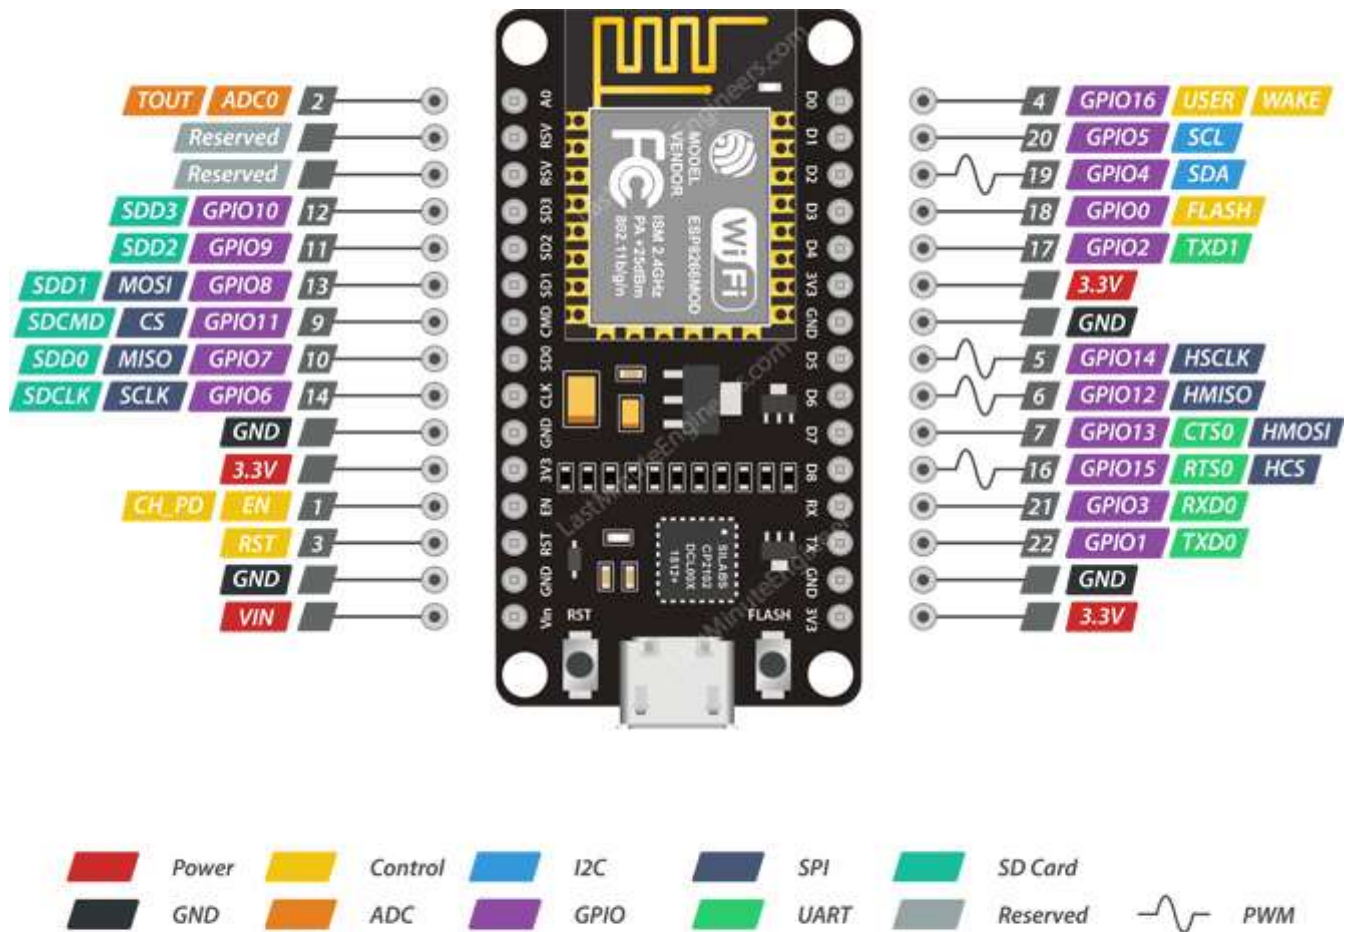 TOUT ADC0 2 A0 D0 4 GPIO16 USER WAKE
Reserved RSV D1 20 GPIO5 SCL
Reserved RSV D2 19 GPIO4 SDA
SDD3 GPIO10 12 SD3 D3 18 GPIO0 FLASH
SDD2 GPIO9 11 SD2 D4 17 GPIO2 TXD1
SDD1 MOSI GPIO8 13 SD1 3V3 3.3V
SDCMD CS GPIO11 9 CMD GND GND
SDD0 MISO GPIO7 10 SD0 D5 5 GPIO14 HSCLK
SDCLK SCLK GPIO6 14 CLK D6 6 GPIO12 HMISO
GND GND D7 7 GPIO13 CTS0 HMOSI
3.3V 3V3 D8 16 GPIO15 RTS0 HCS
CH_PD EN 1 EN RX 21 GPIO3 RXD0
RST 3 RST TX 22 GPIO1 TXD0
GND GND GND GND
VIN Vin 3V3 3.3V
MODEL
VENDOR
FC
WiFi
ESP8266MOD
ISM 2.4GHz
PA +25dBm
802.11b/g/n
SILABS
CP2102
DCL00X
1812+
RST FLASH
LastMinuteEngineers.com
Power Control I2C SPI SD Card
GND ADC GPIO UART Reserved PWM